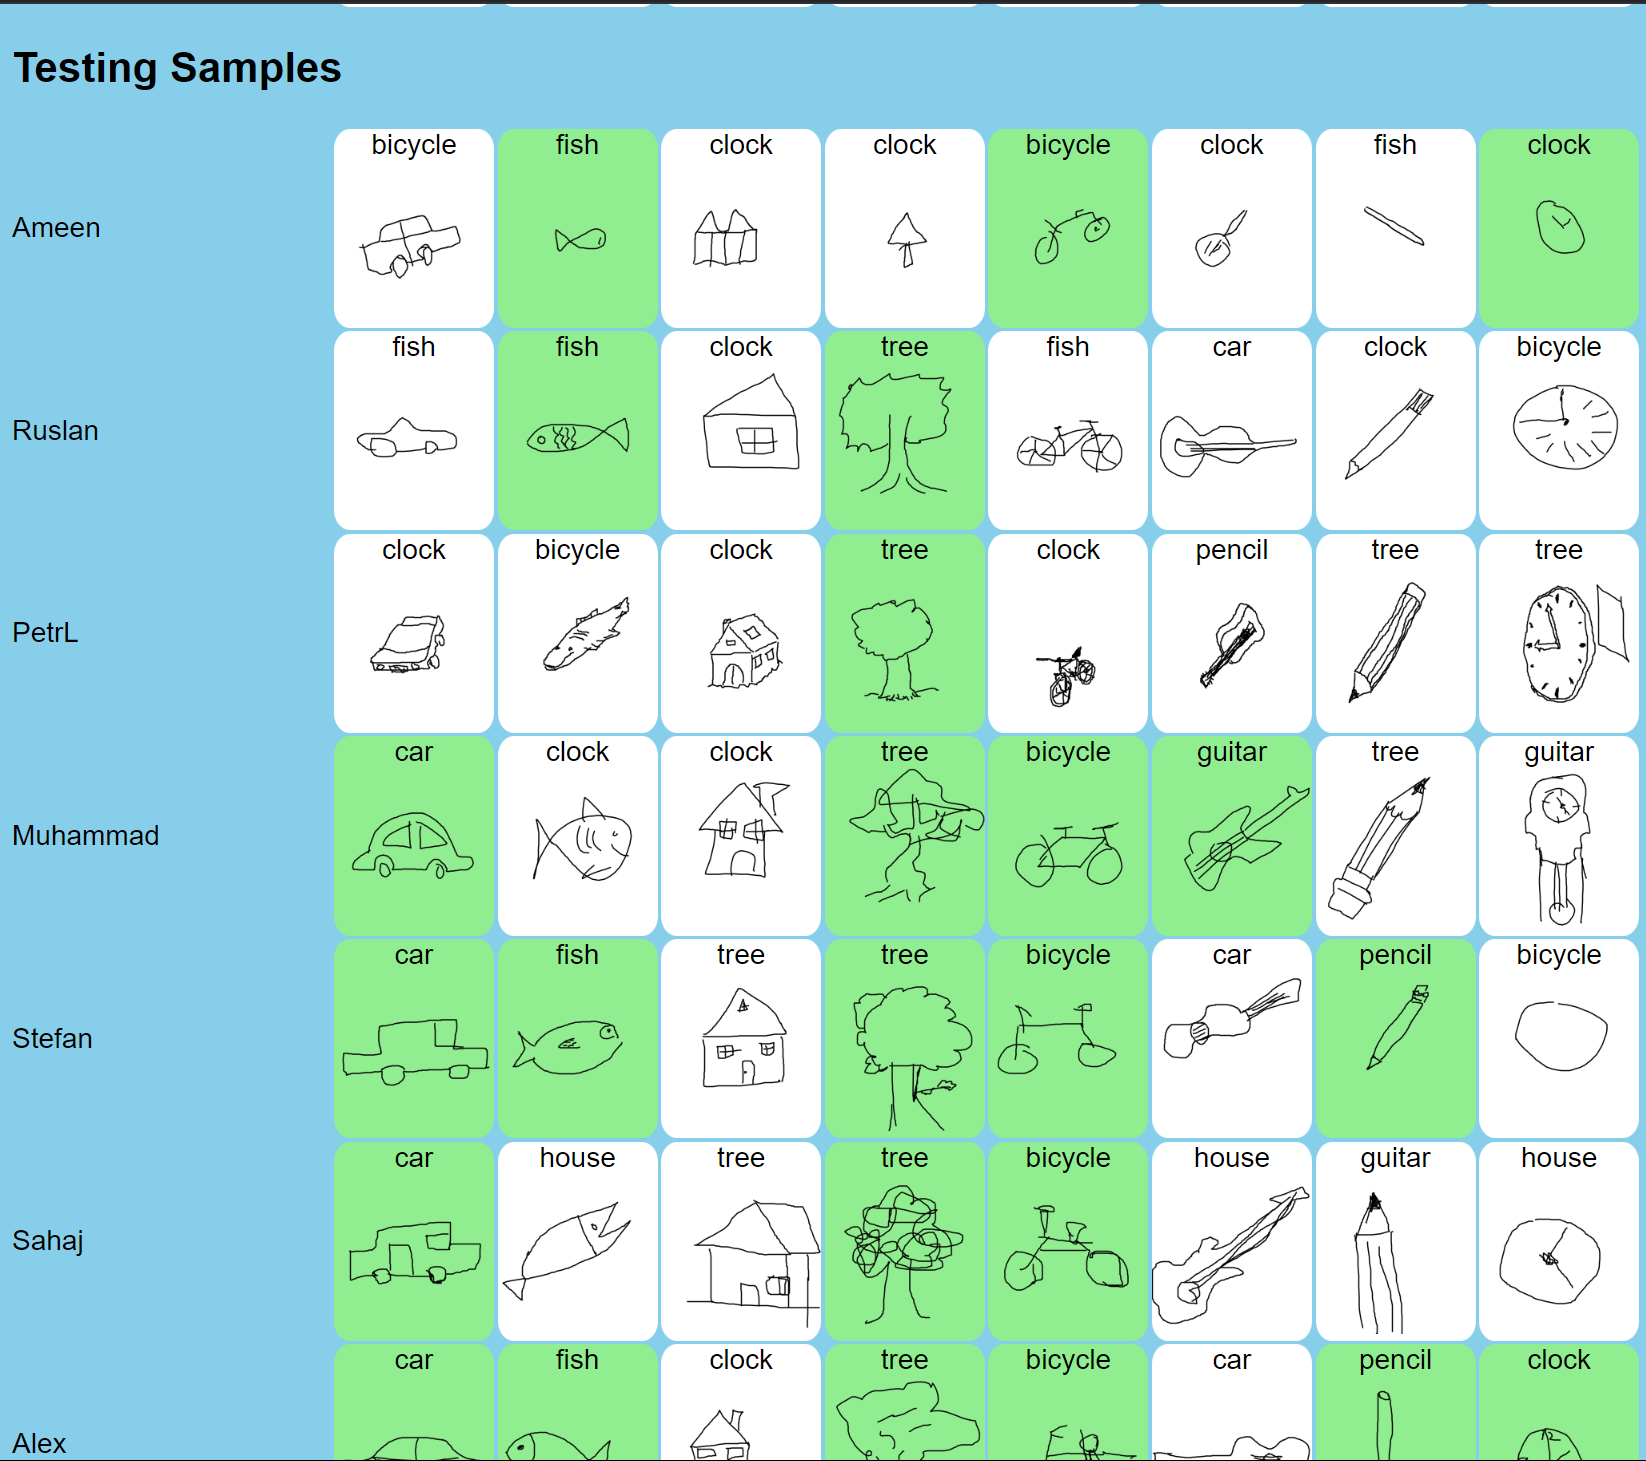 Testing Samples
bicycle fish clock clock bicycle clock fish clock
Ameen
fish fish clock tree fish car clock bicycle
Ruslan
clock bicycle clock tree clock pencil tree tree
PetrL
car clock clock tree bicycle guitar tree guitar
Muhammad
car fish tree tree bicycle car pencil bicycle
Stefan
car house tree tree bicycle house guitar house
Sahaj
car fish clock tree bicycle car pencil clock
12
Alex